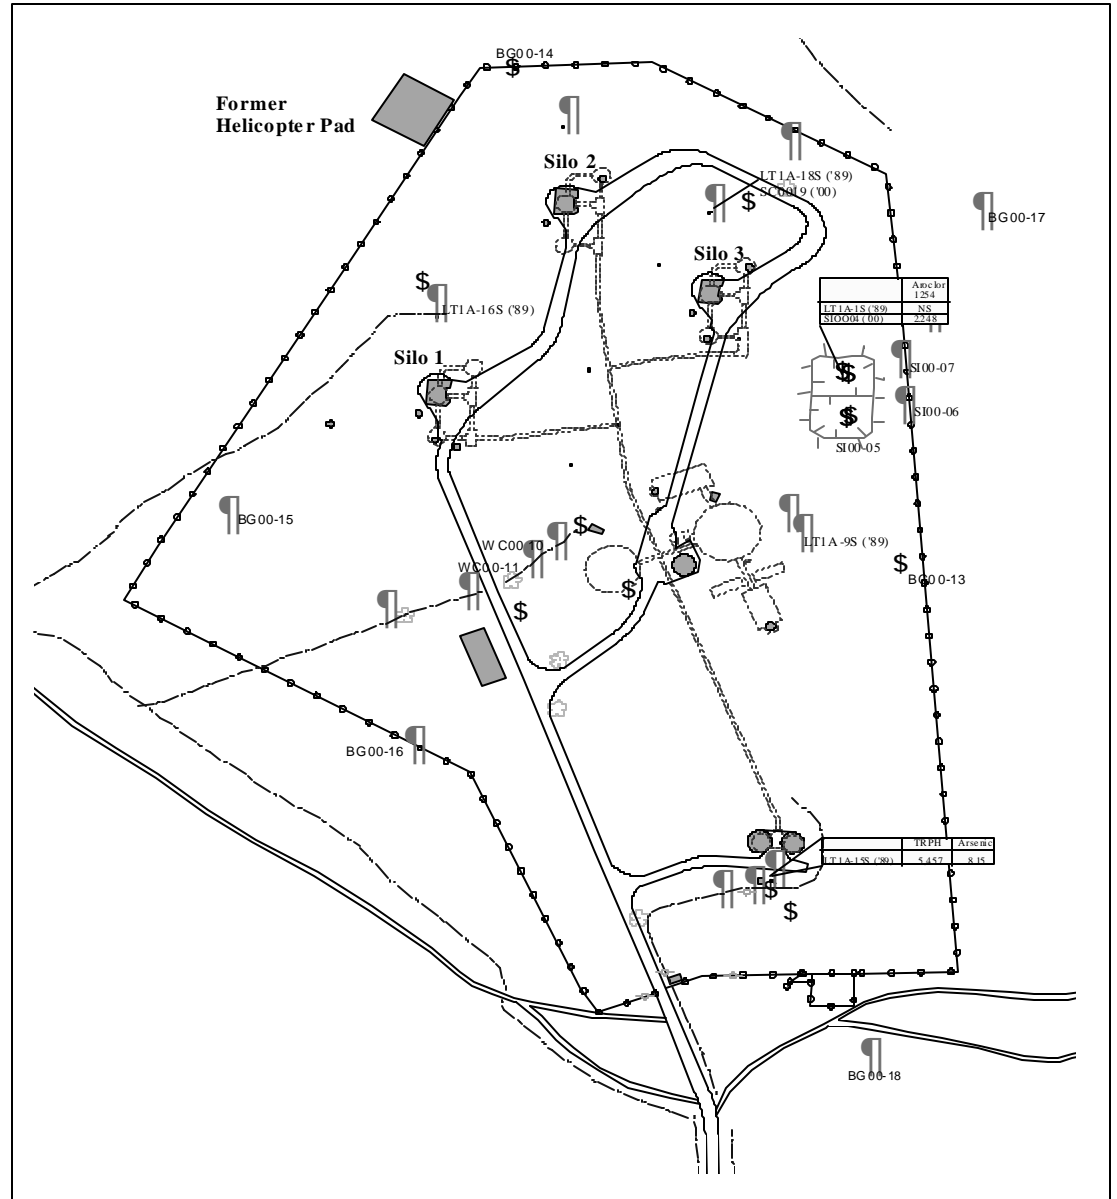 BG00-14
Former
Helicopter Pad
Silo 2
LT1A-18S ('89)
SC0019 ('00)
BG00-17
Silo 3
Aroclor
1254
LT1A-1S ('89) NS
SIOO04 ('00) 2248
LT1A-16S ('89)
Silo 1
SI00-07
SI00-06
SI00-05
BG00-15
LT1A-9S ('89)
WC0010
WC00-11
BG00-13
BG00-16
TRPH Arsenic
LT1A-15S ('89) 5,457 8.15
BG00-18